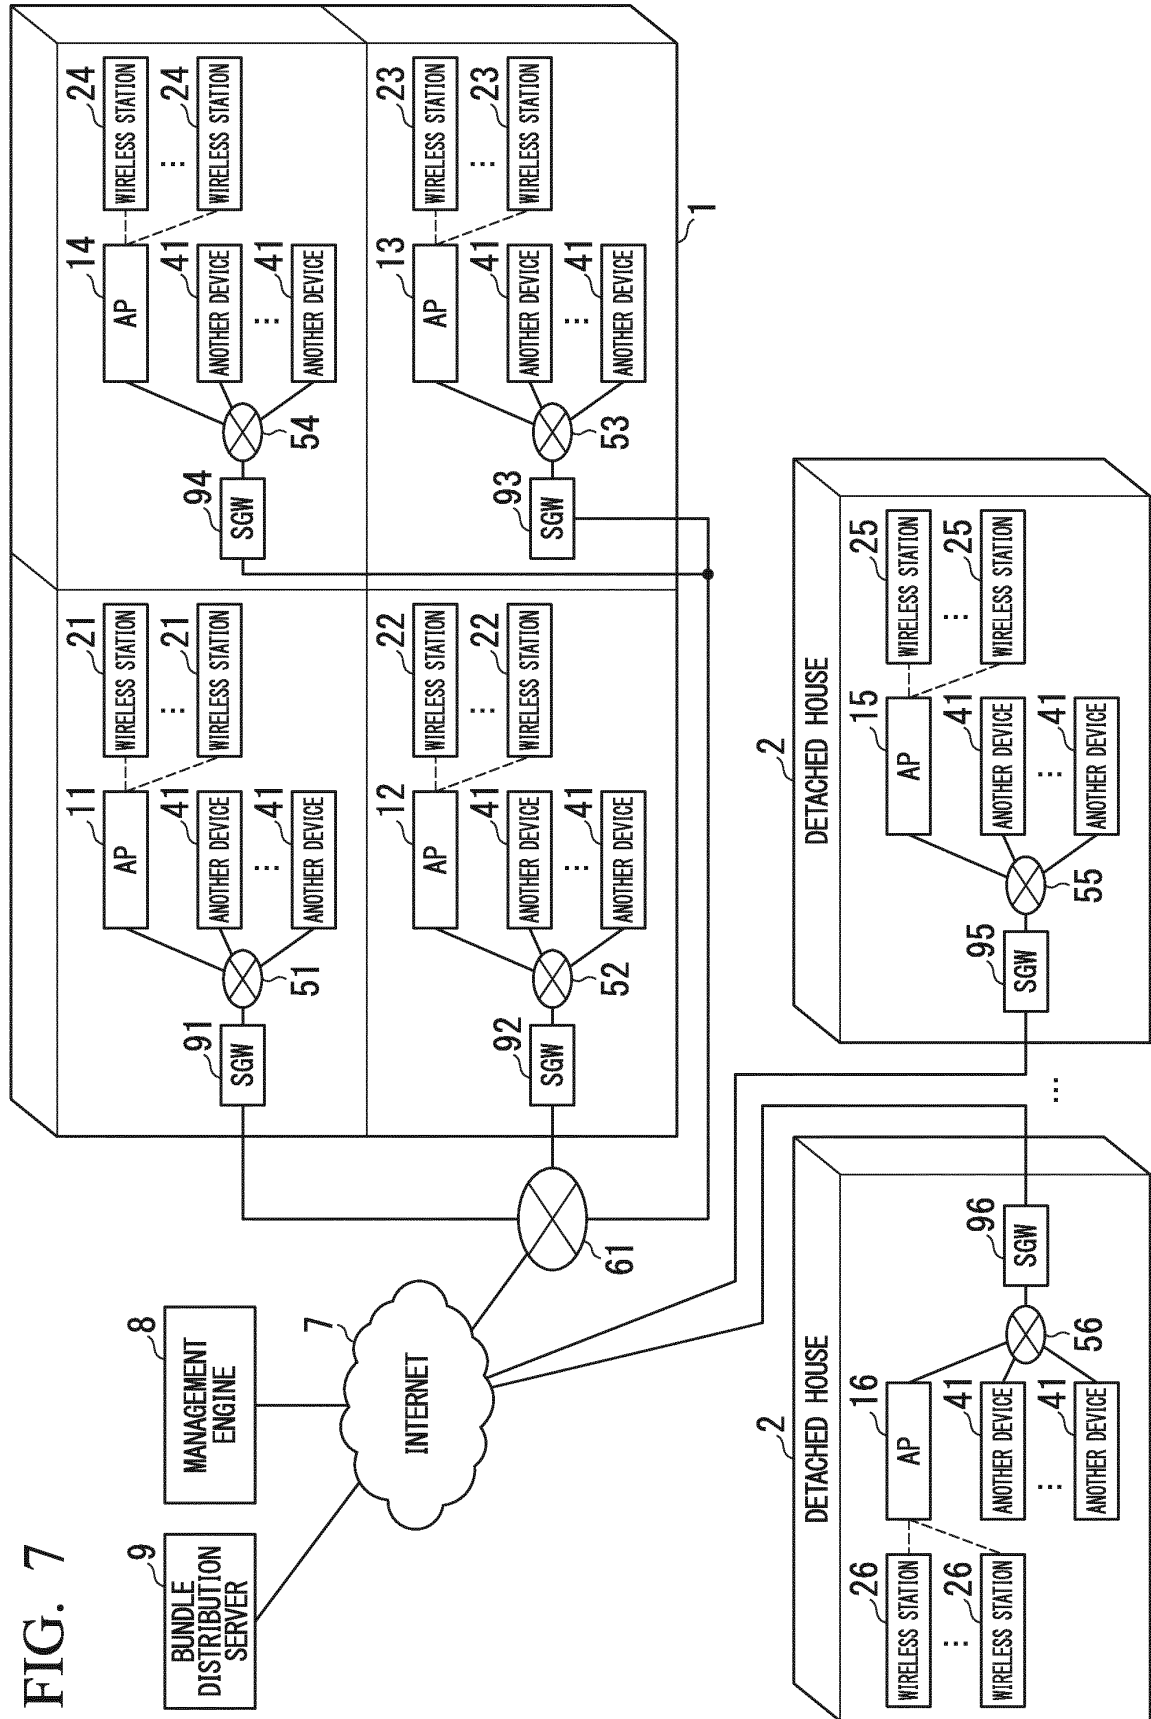 FIG. 7
9
BUNDLE
DISTRIBUTION
SERVER
8
MANAGEMENT
ENGINE
7
INTERNET
61
1
91
SGW
51
11
AP
41
ANOTHER DEVICE
⋮
41
ANOTHER DEVICE
21
WIRELESS STATION
⋮
21
WIRELESS STATION
94
SGW
54
14
AP
41
ANOTHER DEVICE
⋮
41
ANOTHER DEVICE
24
WIRELESS STATION
⋮
24
WIRELESS STATION
92
SGW
52
12
AP
41
ANOTHER DEVICE
⋮
41
ANOTHER DEVICE
22
WIRELESS STATION
⋮
22
WIRELESS STATION
93
SGW
53
13
AP
41
ANOTHER DEVICE
⋮
41
ANOTHER DEVICE
23
WIRELESS STATION
⋮
23
WIRELESS STATION
2
DETACHED HOUSE
26
WIRELESS STATION
⋮
26
WIRELESS STATION
16
AP
41
ANOTHER DEVICE
⋮
41
ANOTHER DEVICE
56
96
SGW
⋮
2
DETACHED HOUSE
95
SGW
55
15
AP
41
ANOTHER DEVICE
⋮
41
ANOTHER DEVICE
25
WIRELESS STATION
⋮
25
WIRELESS STATION